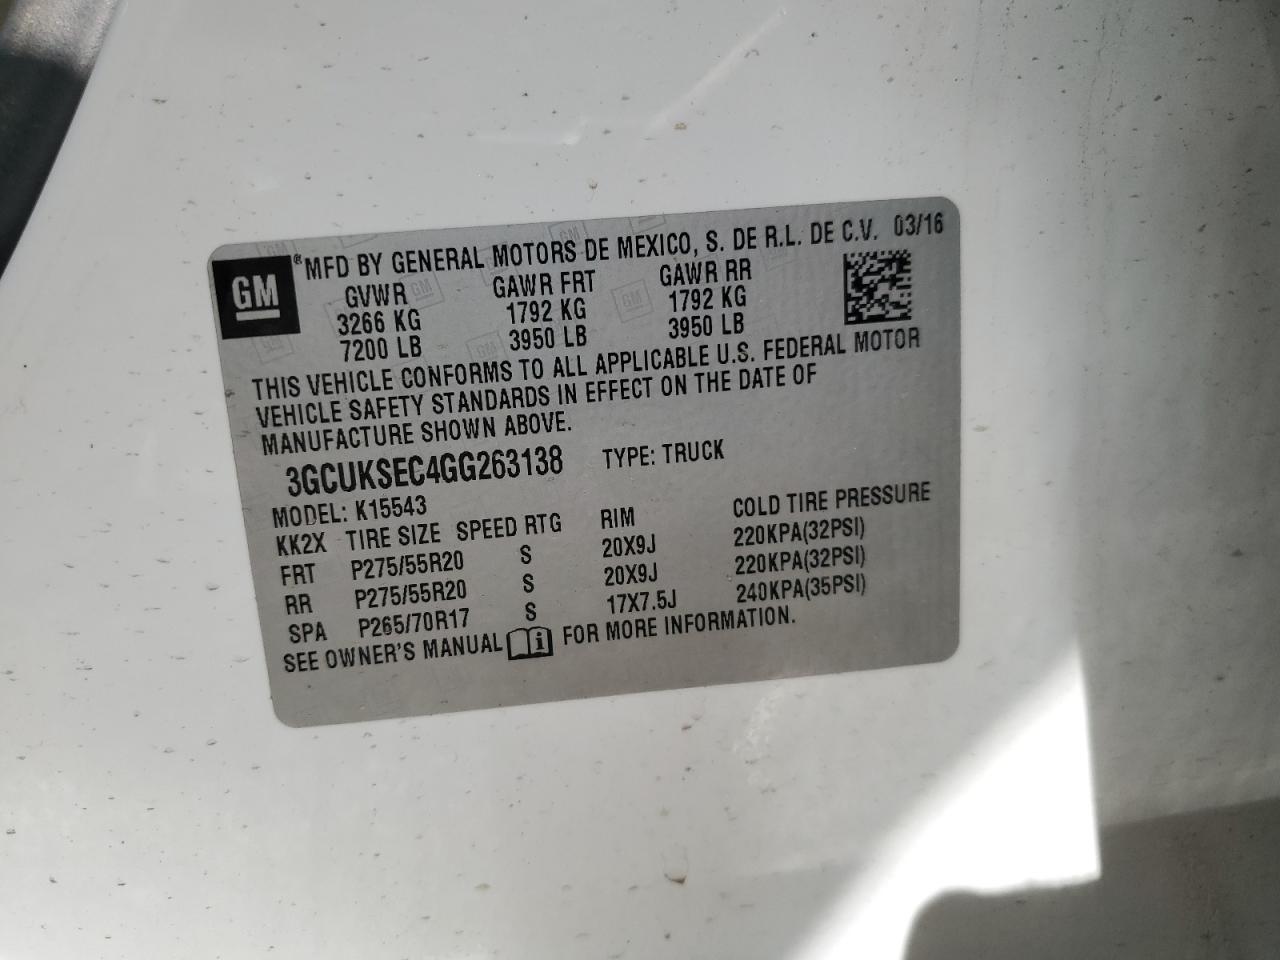 GM ® MFD BY GENERAL MOTORS DE MEXICO, S. DE R.L. DE C.V. 03/16
GVWR GAWR FRT GAWR RR
3266 KG 1792 KG 1792 KG
7200 LB 3950 LB 3950 LB
THIS VEHICLE CONFORMS TO ALL APPLICABLE U.S. FEDERAL MOTOR
VEHICLE SAFETY STANDARDS IN EFFECT ON THE DATE OF
MANUFACTURE SHOWN ABOVE.
3GCUKSEC4GG263138 TYPE: TRUCK
MODEL: K15543
KK2X TIRE SIZE SPEED RTG RIM COLD TIRE PRESSURE
FRT P275/55R20 S 20X9J 220KPA(32PSI)
RR P275/55R20 S 20X9J 220KPA(32PSI)
SPA P265/70R17 S 17X7.5J 240KPA(35PSI)
SEE OWNER'S MANUAL i FOR MORE INFORMATION.